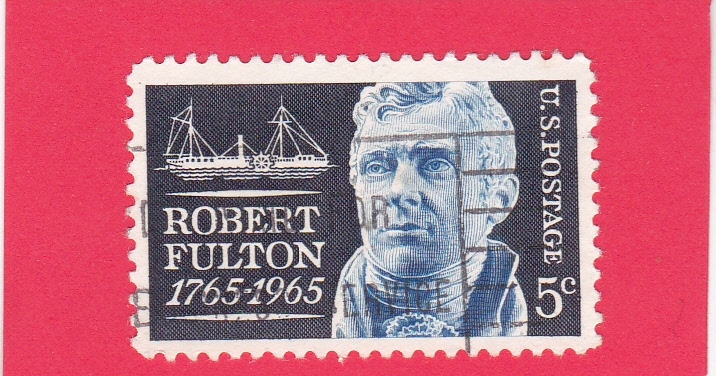 ROBERT
FULTON
1765-1965
U.S. POSTAGE
5c